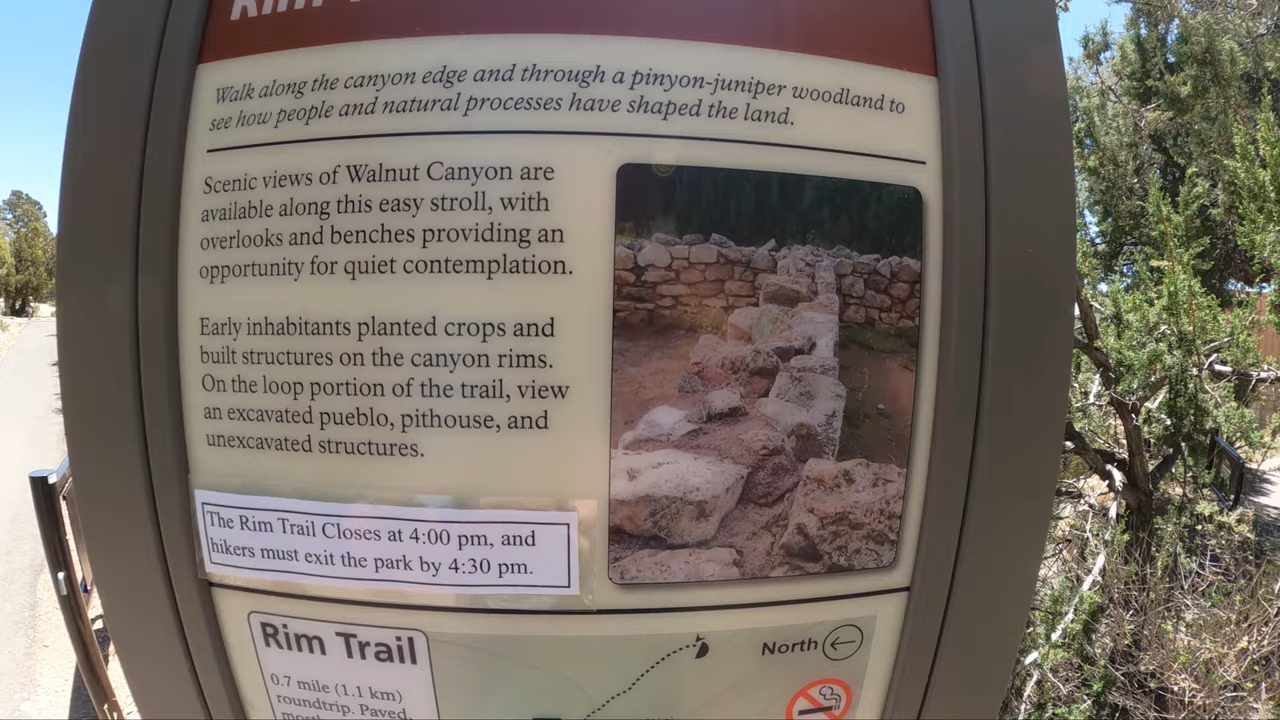 Rim
Walk along the canyon edge and through a pinyon-juniper woodland to
see how people and natural processes have shaped the land.
Scenic views of Walnut Canyon are
available along this easy stroll, with
overlooks and benches providing an
opportunity for quiet contemplation.
Early inhabitants planted crops and
built structures on the canyon rims.
On the loop portion of the trail, view
an excavated pueblo, pithouse, and
unexcavated structures.
The Rim Trail Closes at 4:00 pm, and
hikers must exit the park by 4:30 pm.
Rim Trail
0.7 mile (1.1 km)
roundtrip. Paved,
North